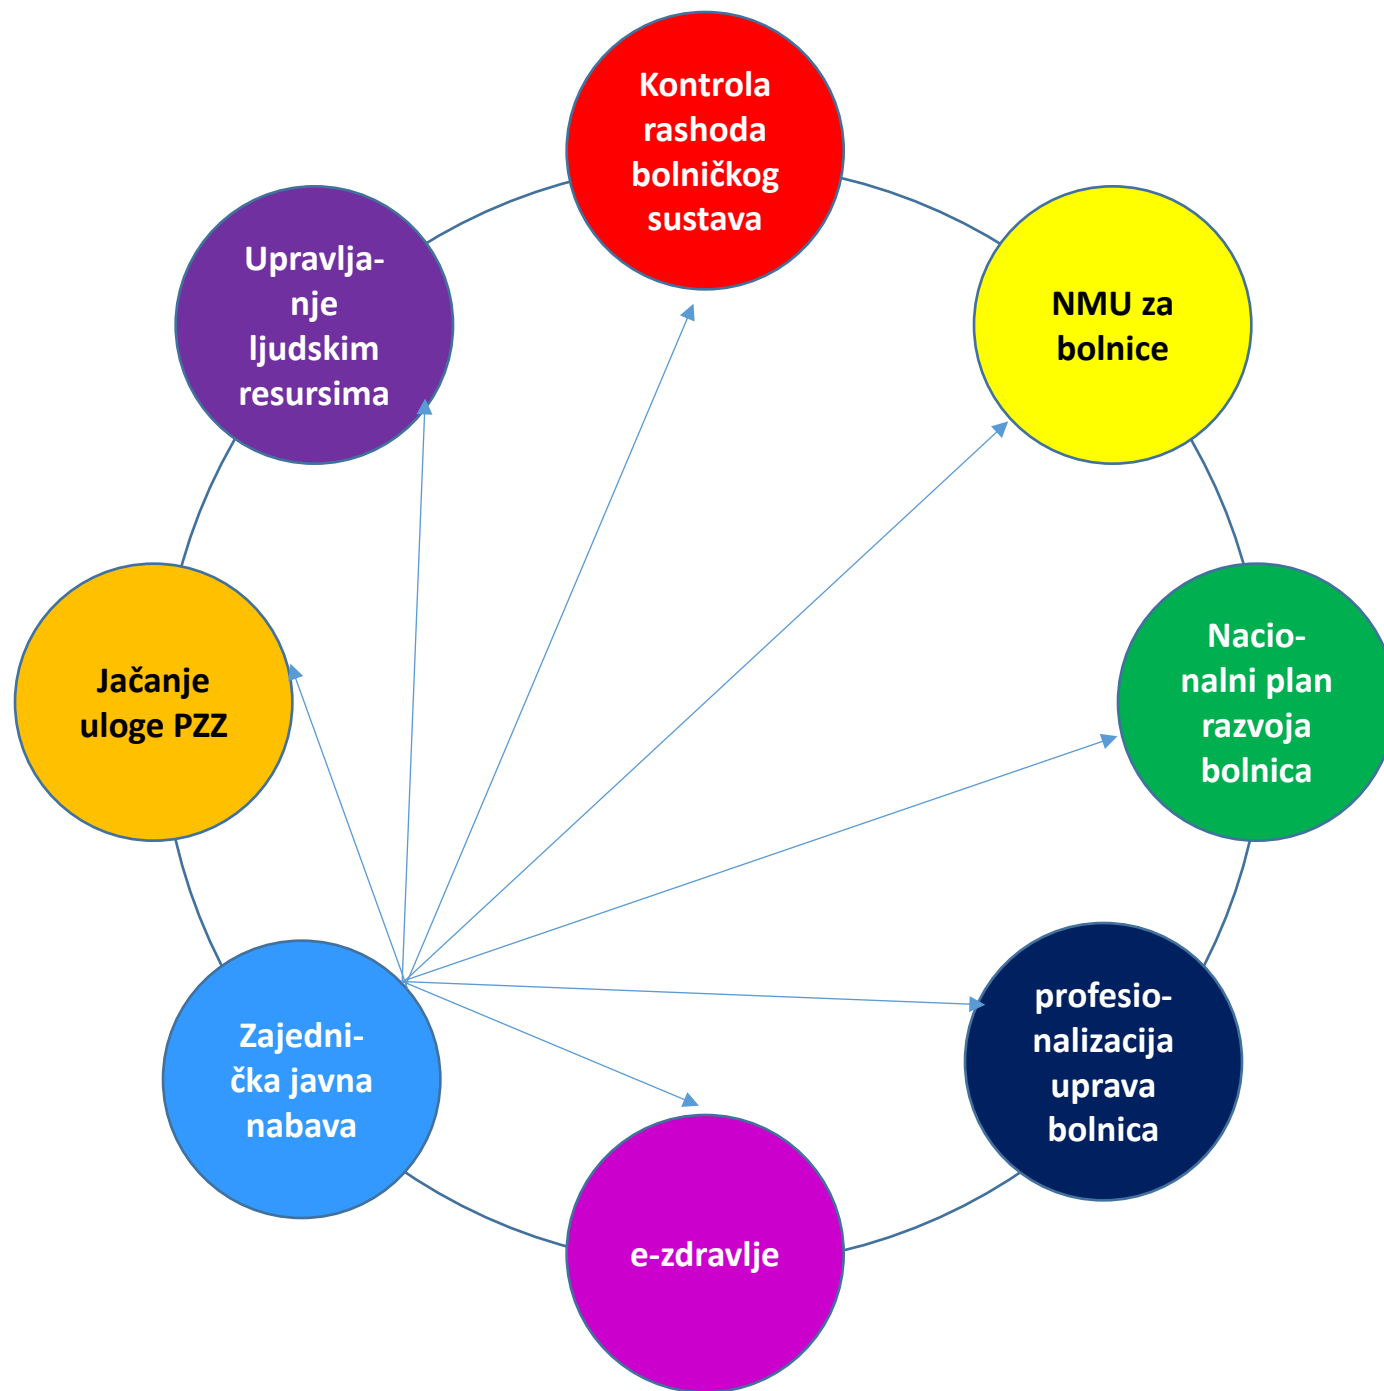 Kontrola
rashoda
bolničkog
sustava
NMU za
bolnice
Nacio-
nalni plan
razvoja
bolnica
profesio-
nalizacija
uprava
bolnica
e-zdravlje
Zajedni-
čka javna
nabava
Jačanje
uloge PZZ
Upravlja-
nje
ljudskim
resursima